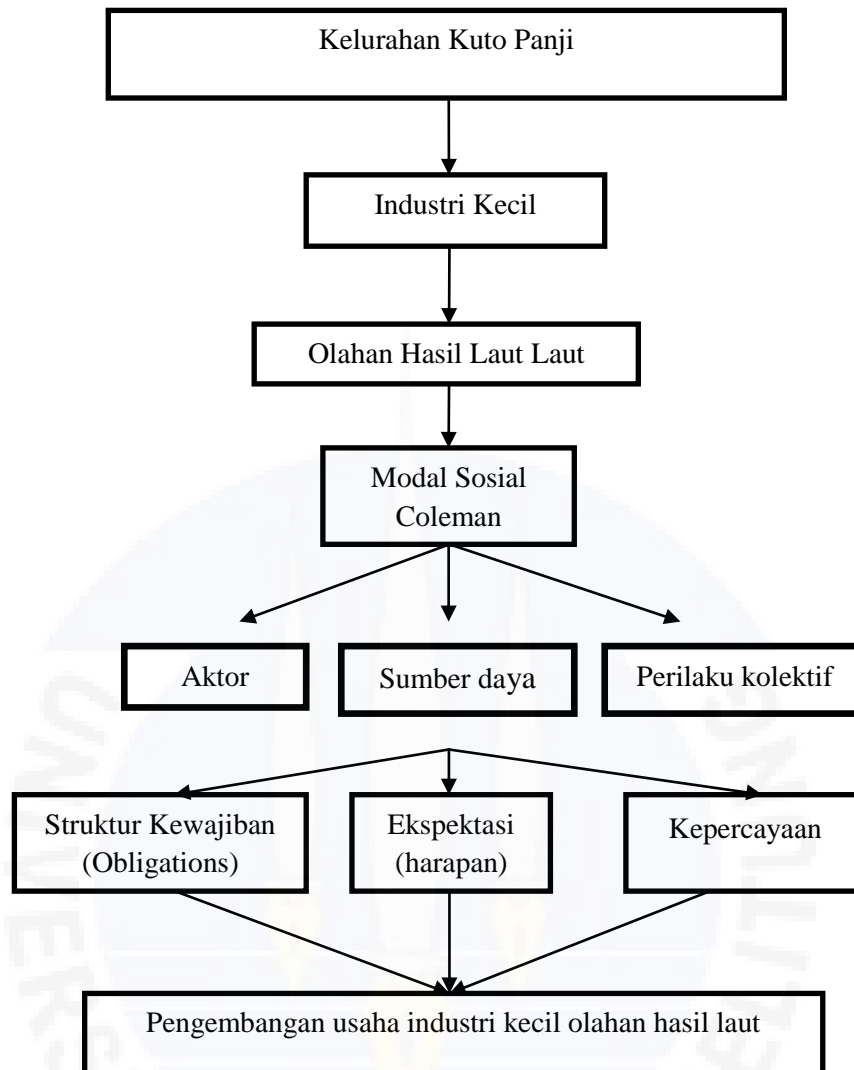 Kelurahan Kuto Panji
Industri Kecil
Olahan Hasil Laut Laut
Modal Sosial
Coleman
Aktor
Sumber daya
Perilaku kolektif
Struktur Kewajiban
(Obligations)
Ekspektasi
(harapan)
Kepercayaan
Pengembangan usaha industri kecil olahan hasil laut